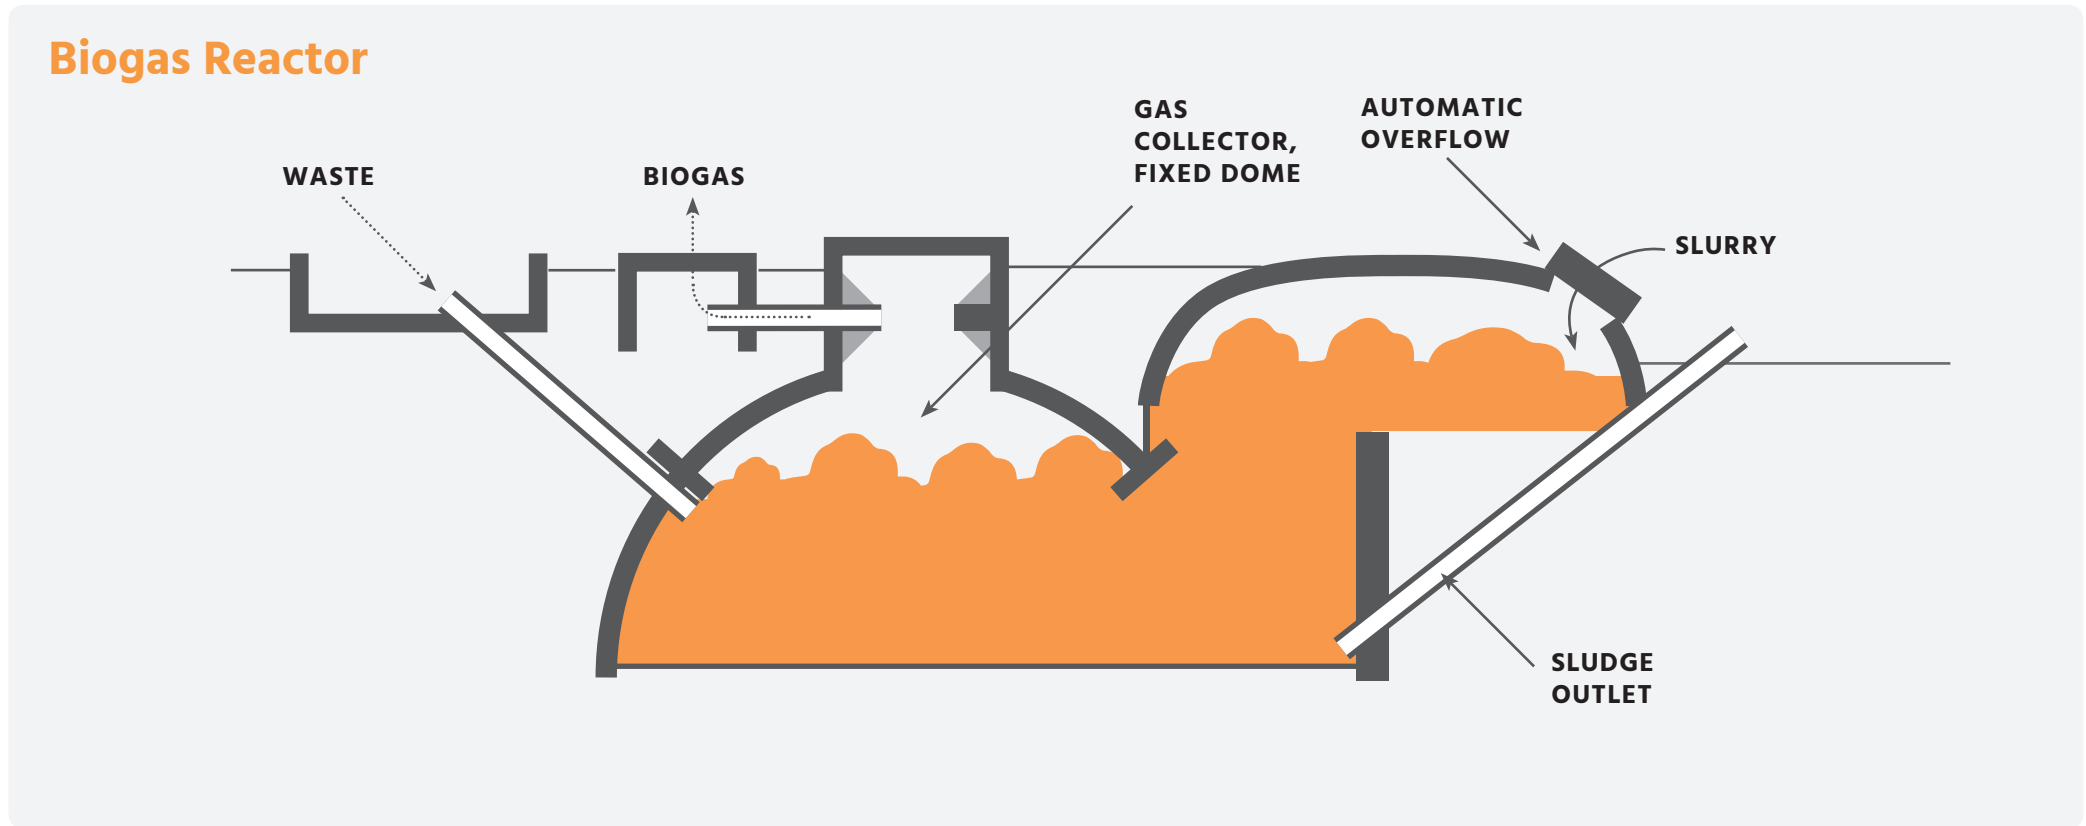 Biogas Reactor
WASTE
BIOGAS
GAS
COLLECTOR,
FIXED DOME
AUTOMATIC
OVERFLOW
SLURRY
SLUDGE
OUTLET